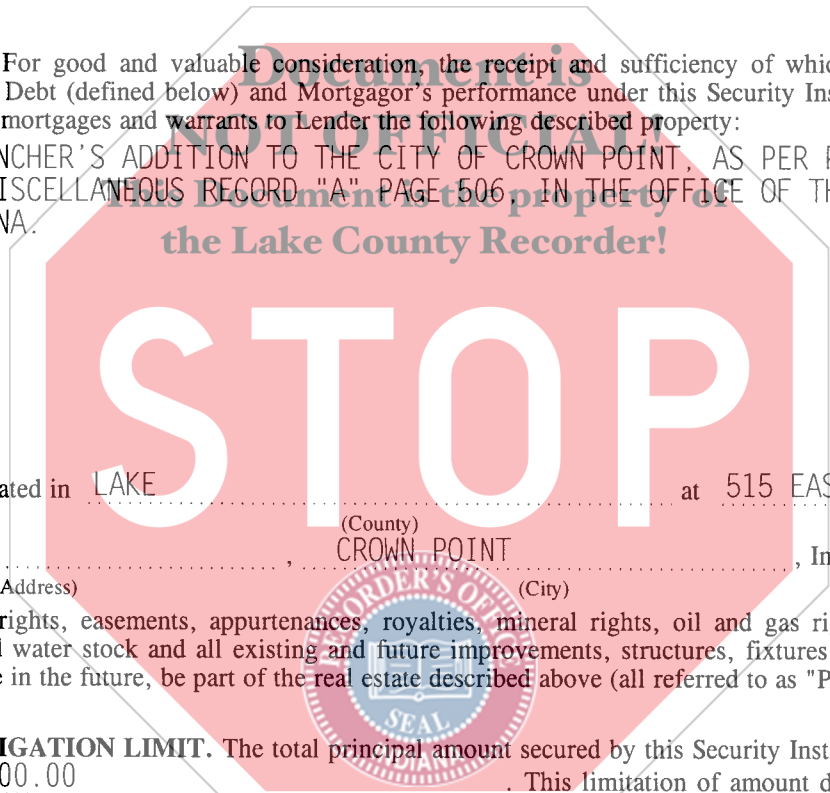 For good and valuable consideration, the receipt and sufficiency of whic
Debt (defined below) and Mortgagor's performance under this Security Ins
mortgages and warrants to Lender the following described property:
NCHER'S ADDITION TO THE CITY OF CROWN POINT, AS PER
ISCELLANEOUS RECORD "A" PAGE 506, IN THE OFFICE OF TH
NA.
Document is
NOT OFFICIAL!
This Document is the property of
the Lake County Recorder!
STOP
ated in LAKE at 515 EAS
(County)
, CROWN POINT , In
Address) (City)
rights, easements, appurtenances, royalties, mineral rights, oil and gas ri
water stock and all existing and future improvements, structures, fixtures
in the future, be part of the real estate described above (all referred to as "P
RECORDER'S OFFICE
SEAL
INDIANA
IGATION LIMIT. The total principal amount secured by this Security Inst
00.00 . This limitation of amount d